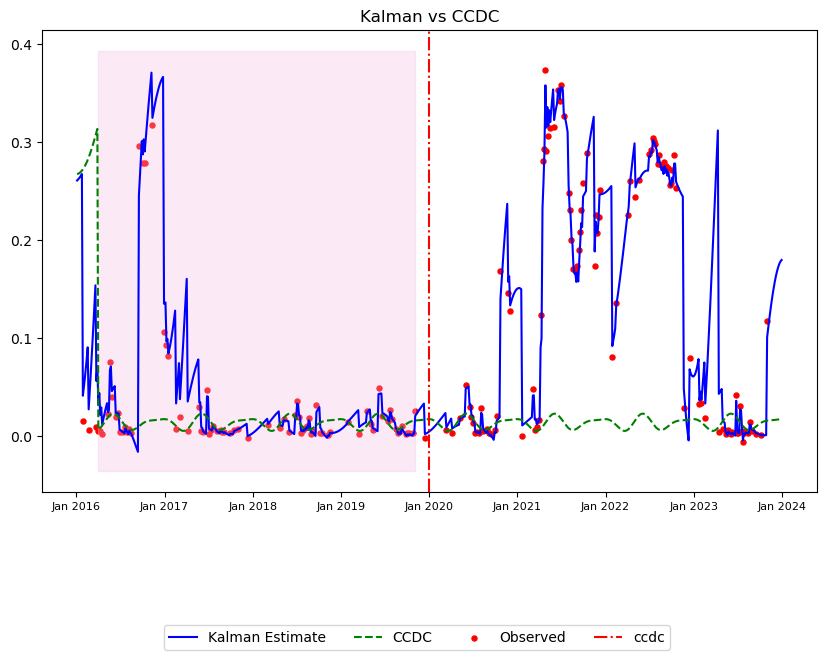 Kalman vs CCDC
0.4
0.3
0.2
0.1
0.0
Jan 2016 Jan 2017 Jan 2018 Jan 2019 Jan 2020 Jan 2021 Jan 2022 Jan 2023 Jan 2024
Kalman Estimate CCDC Observed ccdc